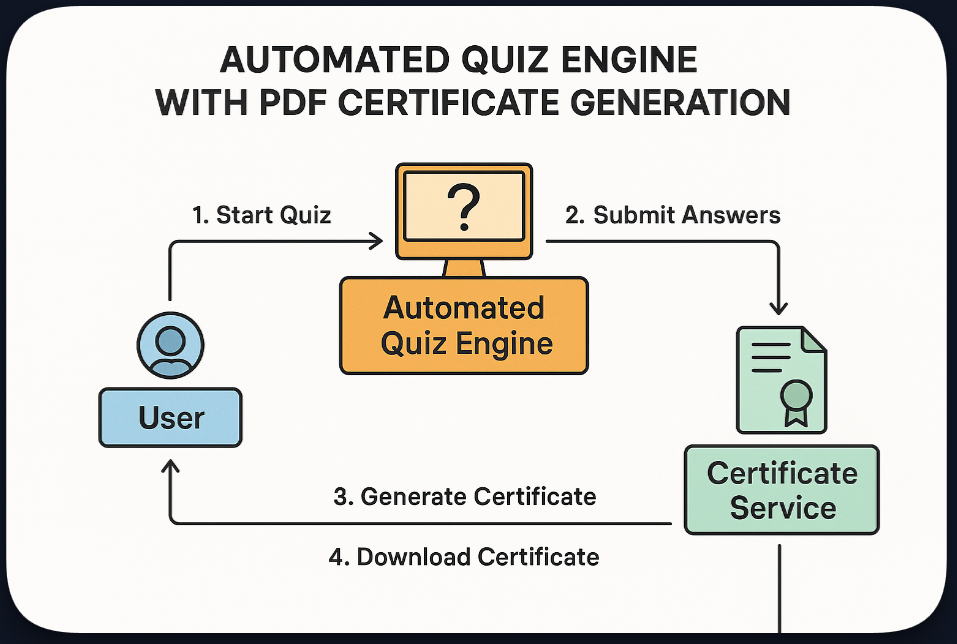 AUTOMATED QUIZ ENGINE
WITH PDF CERTIFICATE GENERATION
1. Start Quiz
?
2. Submit Answers
Automated
Quiz Engine
User
Certificate
Service
3. Generate Certificate
4. Download Certificate